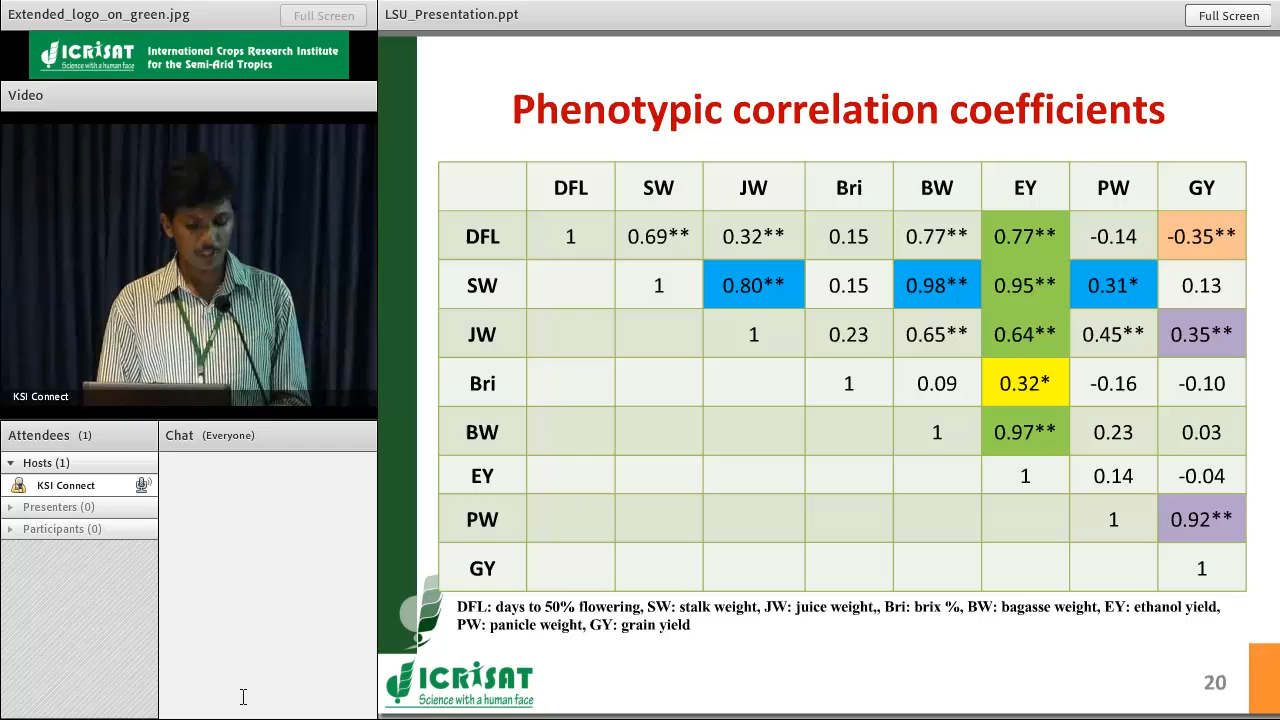 Extended_logo_on_green.jpg
Full Screen
ICRISAT
Science with a human face
International Crops Research Institute
for the Semi-Arid Tropics
Video
KSI Connect
Attendees (1)
Hosts (1)
KSI Connect
Presenters (0)
Participants (0)
Chat (Everyone)
LSU_Presentation.ppt
Full Screen
Phenotypic correlation coefficients
DFL SW JW Bri BW EY PW GY
DFL 1 0.69** 0.32** 0.15 0.77** 0.77** -0.14 -0.35**
SW 1 0.80** 0.15 0.98** 0.95** 0.31* 0.13
JW 1 0.23 0.65** 0.64** 0.45** 0.35**
Bri 1 0.09 0.32* -0.16 -0.10
BW 1 0.97** 0.23 0.03
EY 1 0.14 -0.04
PW 1 0.92**
GY 1
DFL: days to 50% flowering, SW: stalk weight, JW: juice weight,, Bri: brix %, BW: bagasse weight, EY: ethanol yield,
PW: panicle weight, GY: grain yield
ICRISAT
Science with a human face
20